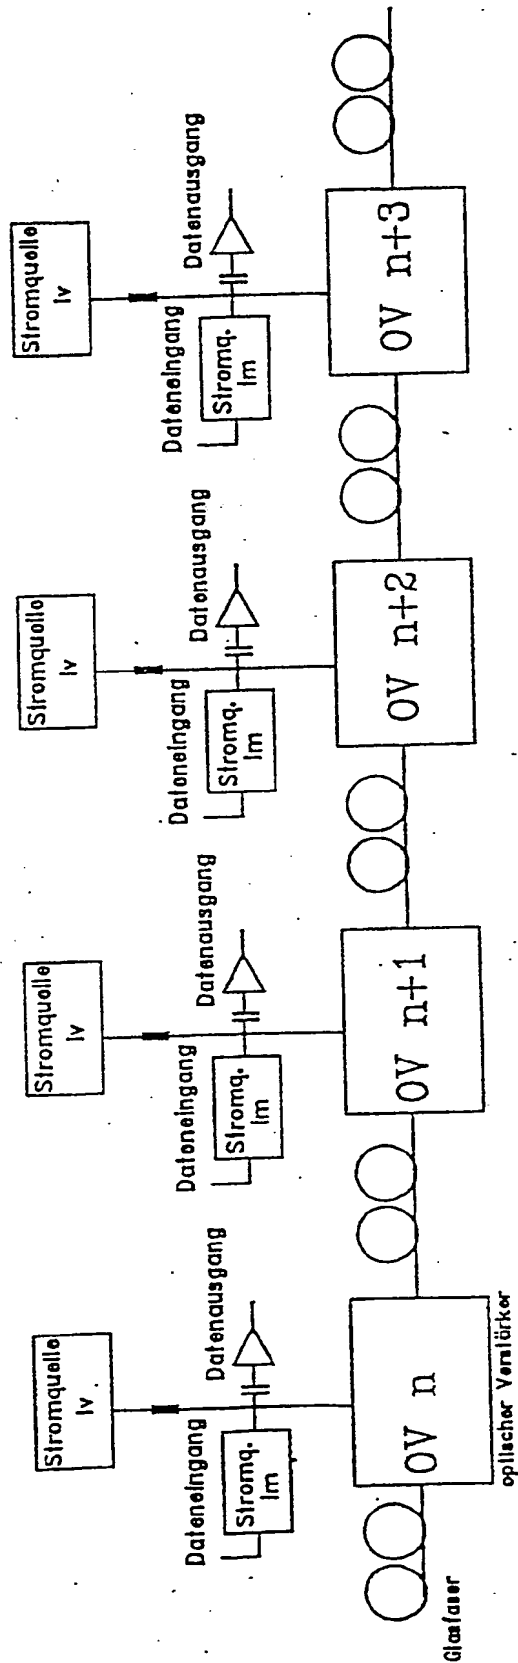 Stromquelle
Iv
Stromquelle
Iv
Stromquelle
Iv
Stromquelle
Iv
Dateneingang
Datenausgang
Dateneingang
Datenausgang
Dateneingang
Datenausgang
Dateneingang
Datenausgang
Stromq.
Im
Stromq.
Im
Stromq.
Im
Stromq.
Im
OV n
OV n+1
OV n+2
OV n+3
Glasfaser
optischer Verstärker